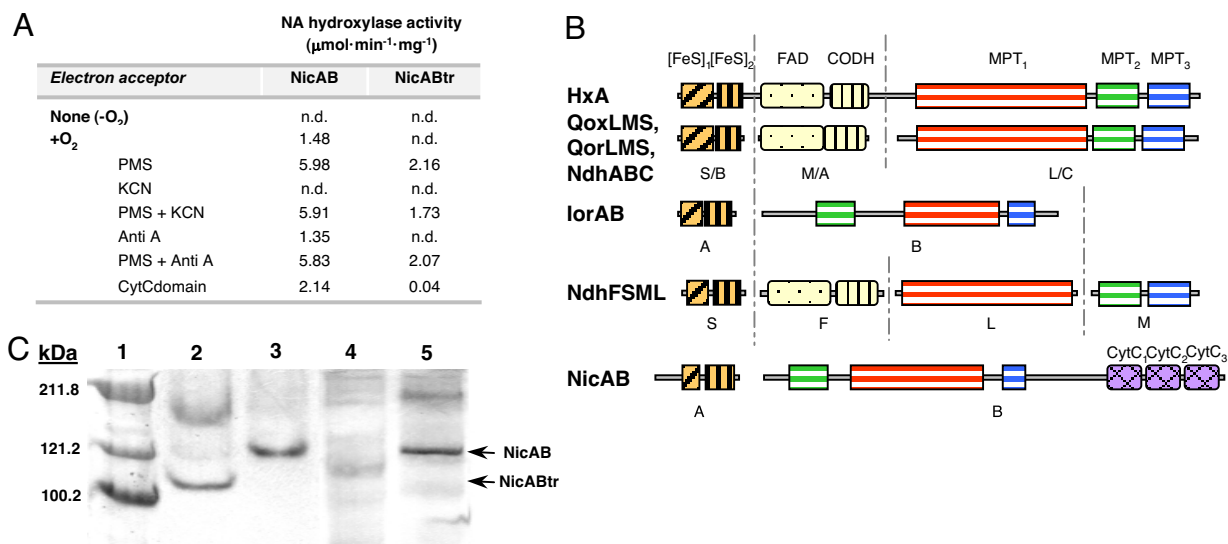 A
NA hydroxylase activity
(µmol·min-1·mg-1)
Electron acceptor NicAB NicABtr
None (-O2) n.d. n.d.
+O2 1.48 n.d.
PMS 5.98 2.16
KCN n.d. n.d.
PMS + KCN 5.91 1.73
Anti A 1.35 n.d.
PMS + Anti A 5.83 2.07
CytCdomain 2.14 0.04
B
[FeS]1[FeS]2 FAD CODH MPT1 MPT2 MPT3
HxA
QoxLMS,
QorLMS,
NdhABC
S/B M/A L/C
IorAB
A B
NdhFSML
S F L M
CytC1 CytC2 CytC3
NicAB
A B
C kDa 1 2 3 4 5
211.8
121.2
100.2
NicAB
NicABtr